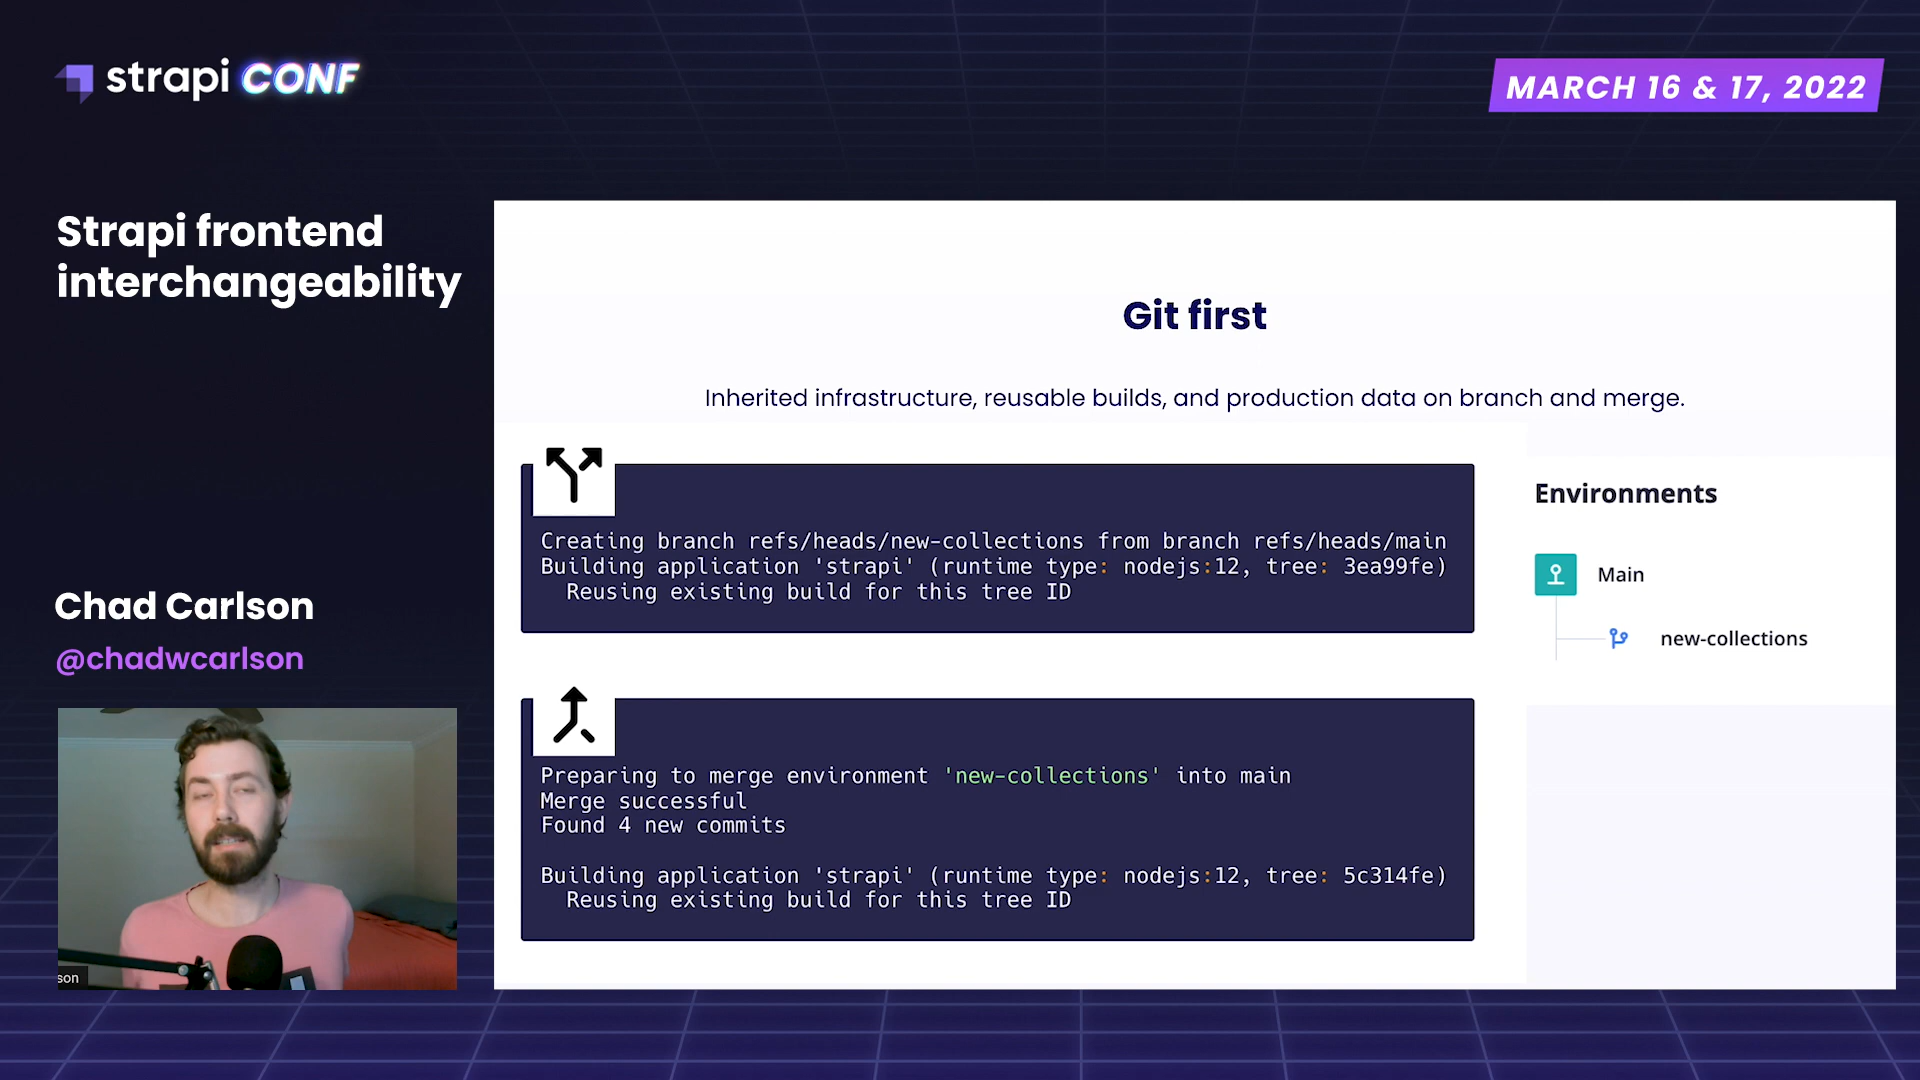 strapi CONF
MARCH 16 & 17, 2022
Strapi frontend
interchangeability
Git first
Inherited infrastructure, reusable builds, and production data on branch and merge.
Creating branch refs/heads/new-collections from branch refs/heads/main
Building application 'strapi' (runtime type: nodejs:12, tree: 3ea99fe)
Reusing existing build for this tree ID
Environments
Main
new-collections
Preparing to merge environment 'new-collections' into main
Merge successful
Found 4 new commits
Building application 'strapi' (runtime type: nodejs:12, tree: 5c314fe)
Reusing existing build for this tree ID
Chad Carlson
@chadwcarlson
son